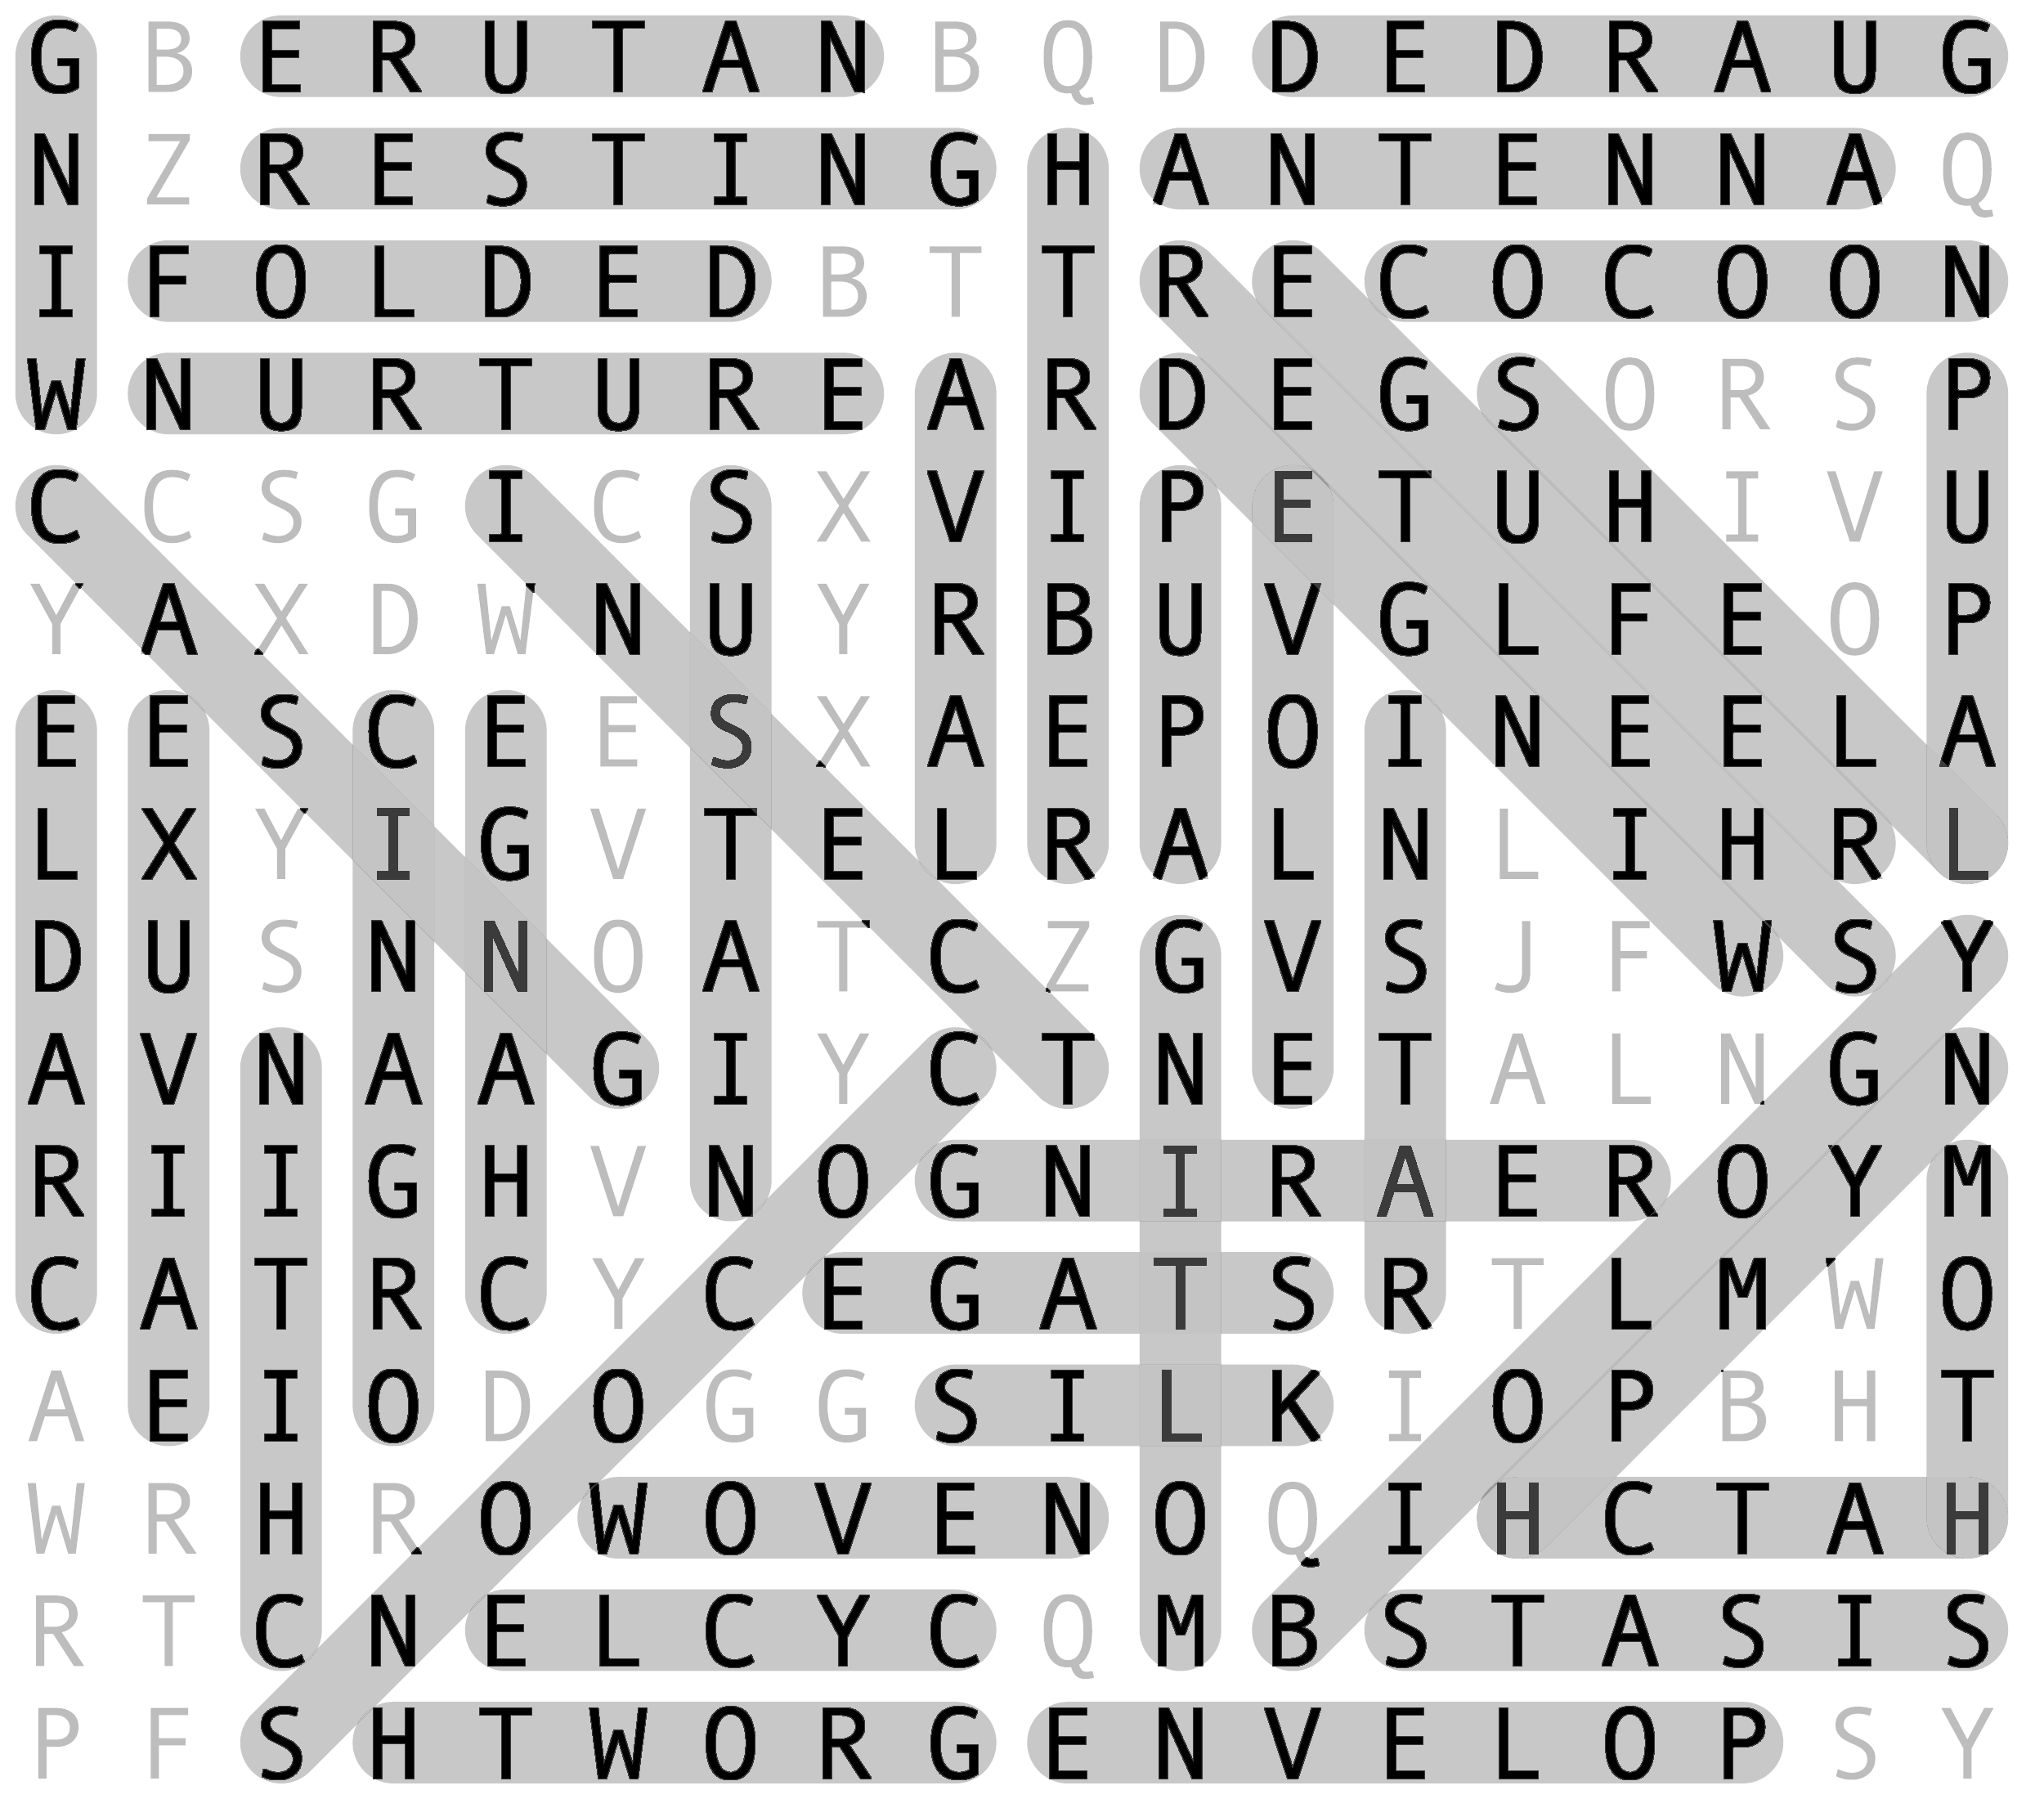 G B E R U T A N B Q D D E D R A U G
N Z R E S T I N G H A N T E N N A Q
I F O L D E D B T T R E C O C O O N
W N U R T U R E A R D E G S O R S P
C C S G I C S X V I P E T U H I V U
Y A X D W N U Y R B U V G L F E O P
E E S C E E S X A E P O I N E E L A
L X Y I G V T E L R A L N L I H R L
D U S N N O A T C Z G V S J F W S Y
A V N A A G I Y C T N E T A L N G N
R I I G H V N O G N I R A E R O Y M
C A T R C Y C E G A T S R T L M W O
A E I O D O G G S I L K I O P B H T
W R H R O W O V E N O Q I H C T A H
R T C N E L C Y C Q M B S T A S I S
P F S H T W O R G E N V E L O P S Y